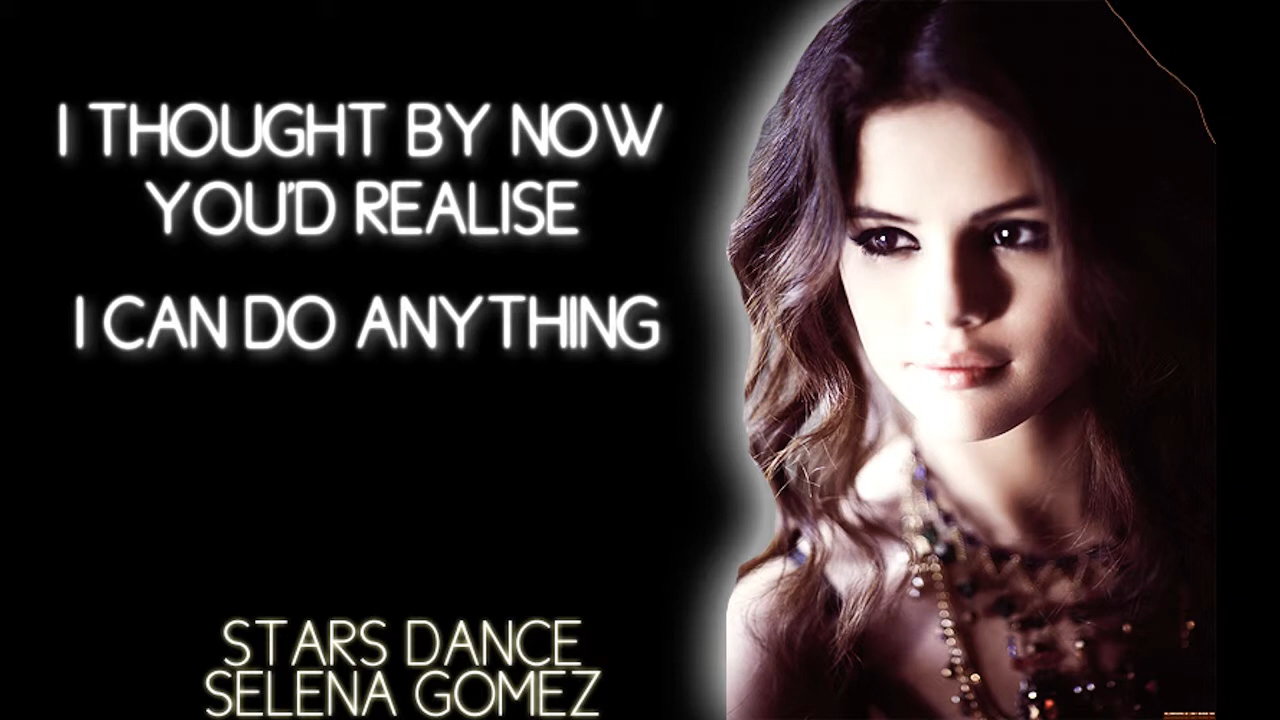 I THOUGHT BY NOW
YOU'D REALISE
I CAN DO ANYTHING
STARS DANCE
SELENA GOMEZ